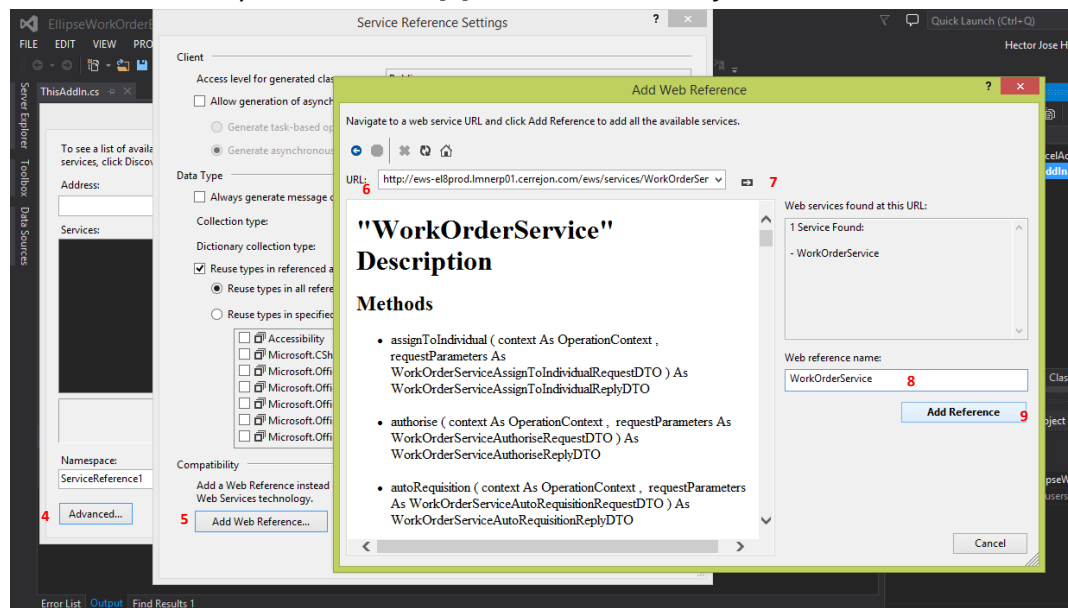 EllipseWorkOrder
Quick Launch (Ctrl+Q)
FILE EDIT VIEW PRO
Hector Jose H
ThisAddIn.cs
Server Explorer
Toolbox
Data Sources
To see a list of availa
services, click Discov
Address:
Services:
Namespace:
ServiceReference1
4
Advanced...
Service Reference Settings
?
Client
Access level for generated clas
Allow generation of asynch
Generate task-based op
Generate asynchronous
Data Type
Always generate message c
Collection type:
Dictionary collection type:
Reuse types in referenced a
Reuse types in all refere
Reuse types in specified
Accessibility
Microsoft.CSh
Microsoft.Offi
Microsoft.Offi
Microsoft.Offi
Microsoft.Offi
Microsoft.Offi
Compatibility
Add a Web Reference instead
Web Services technology.
5
Add Web Reference...
Add Web Reference
?
Navigate to a web service URL and click Add Reference to add all the available services.
URL:
6
http://ews-el8prod.lmnerp01.cerrejon.com/ews/services/WorkOrderSer
7
"WorkOrderService"
Description
Methods
• assignToIndividual ( context As OperationContext ,
requestParameters As
WorkOrderServiceAssignToIndividualRequestDTO ) As
WorkOrderServiceAssignToIndividualReplyDTO
• authorise ( context As OperationContext , requestParameters As
WorkOrderServiceAuthoriseRequestDTO ) As
WorkOrderServiceAuthoriseReplyDTO
• autoRequisition ( context As OperationContext , requestParameters
As WorkOrderServiceAutoRequisitionRequestDTO ) As
WorkOrderServiceAutoRequisitionReplyDTO
Web services found at this URL:
1 Service Found:
- WorkOrderService
Web reference name:
WorkOrderService
8
Add Reference
9
Cancel
celAd
ddIn
Clas
oject
pseW
users
Error List Output Find Results 1